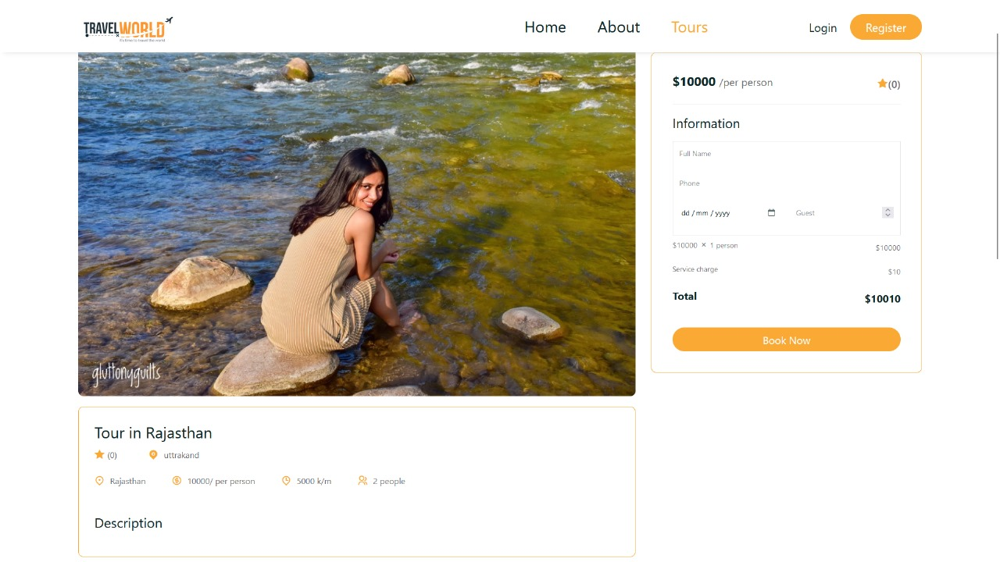 TRAVELWORLD
it's time to travel the world
Home About Tours Login Register
gluttonyguilts
$10000 /per person (0)
Information
Full Name
Phone
dd/mm/yyyy Guest
$10000 × 1 person $10000
Service charge $10
Total $10010
Book Now
Tour in Rajasthan
(0) uttrakand
Rajasthan 10000/ per person 5000 k/m 2 people
Description